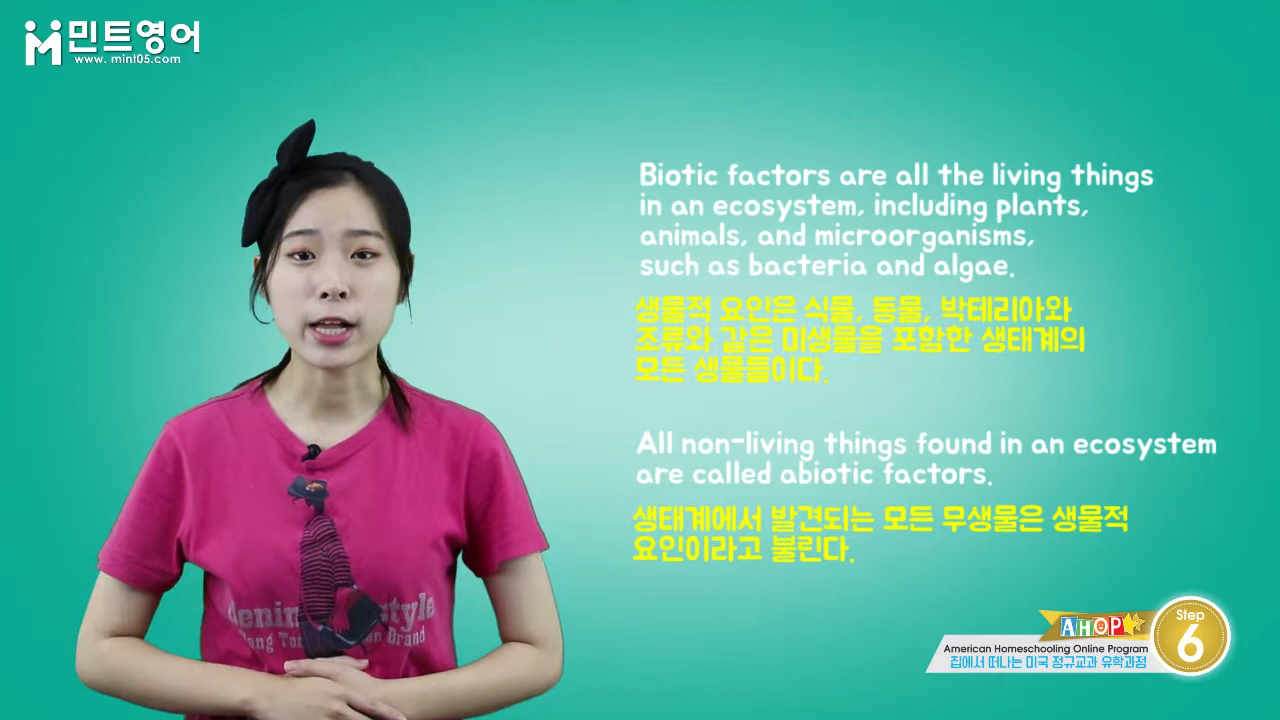 민트영어
www. mint05.com
Biotic factors are all the living things
in an ecosystem, including plants,
animals, and microorganisms,
such as bacteria and algae.
생물적 요인은 식물, 동물, 박테리아와
조류와 같은 미생물을 포함한 생태계의
모든 생물들이다.
All non-living things found in an ecosystem
are called abiotic factors.
생태계에서 발견되는 모든 무생물은 생물적
요인이라고 불린다.
denim style
AHOP
Step
6
American Homeschooling Online Program
집에서 떠나는 미국 정규교과 유학과정